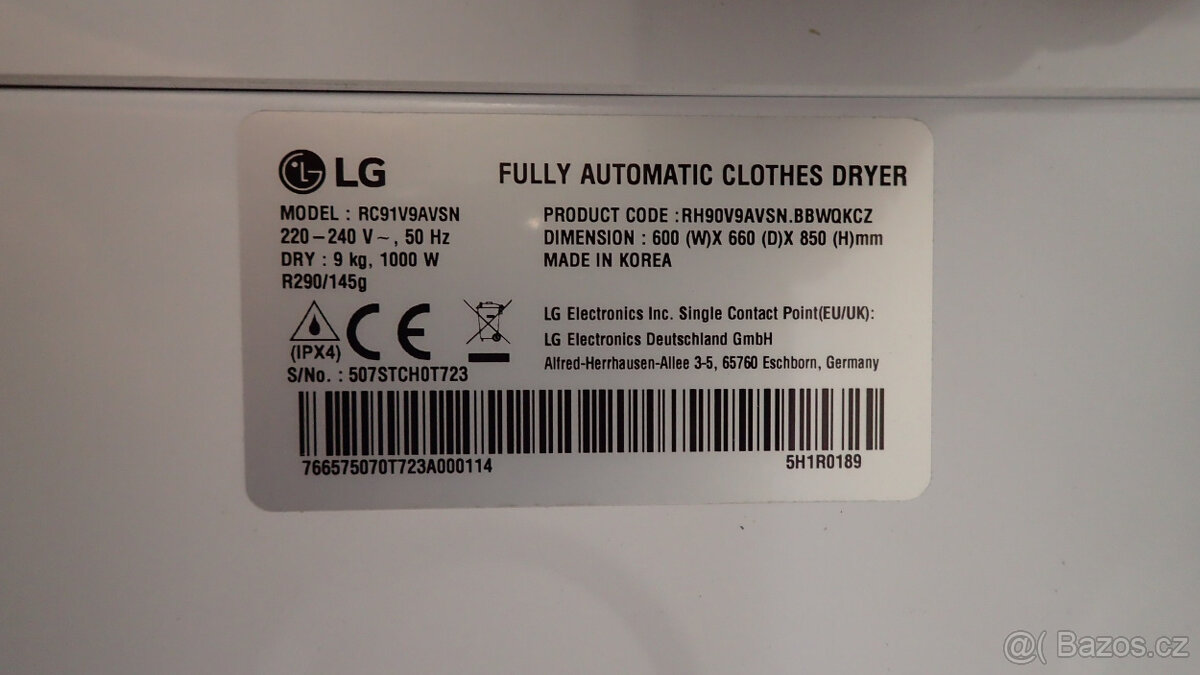 LG
FULLY AUTOMATIC CLOTHES DRYER
MODEL : RC91V9AVSN
220–240 V ~, 50 Hz
DRY : 9 kg, 1000 W
R290/145g
PRODUCT CODE :RH90V9AVSN.BBWQKCZ
DIMENSION : 600 (W)X 660 (D)X 850 (H)mm
MADE IN KOREA
(IPX4)
CE
LG Electronics Inc. Single Contact Point(EU/UK):
LG Electronics Deutschland GmbH
Alfred-Herrhausen-Allee 3-5, 65760 Eschborn, Germany
S/No. : 507STCH0T723
766575070T723A000114
5H1R0189
@( Bazos.cz